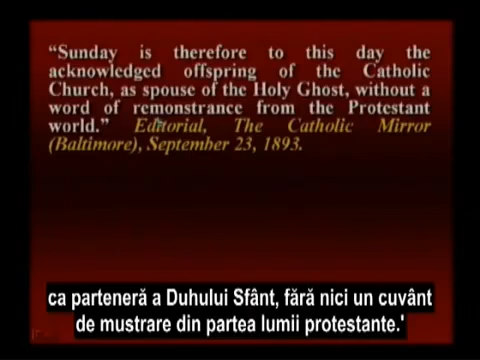 “Sunday is therefore to this day the
acknowledged offspring of the Catholic
Church, as spouse of the Holy Ghost, without a
word of remonstrance from the Protestant
world.” Editorial, The Catholic Mirror
(Baltimore), September 23, 1893.
ca parteneră a Duhului Sfânt, fără nici un cuvânt
de mustrare din partea lumii protestante.'